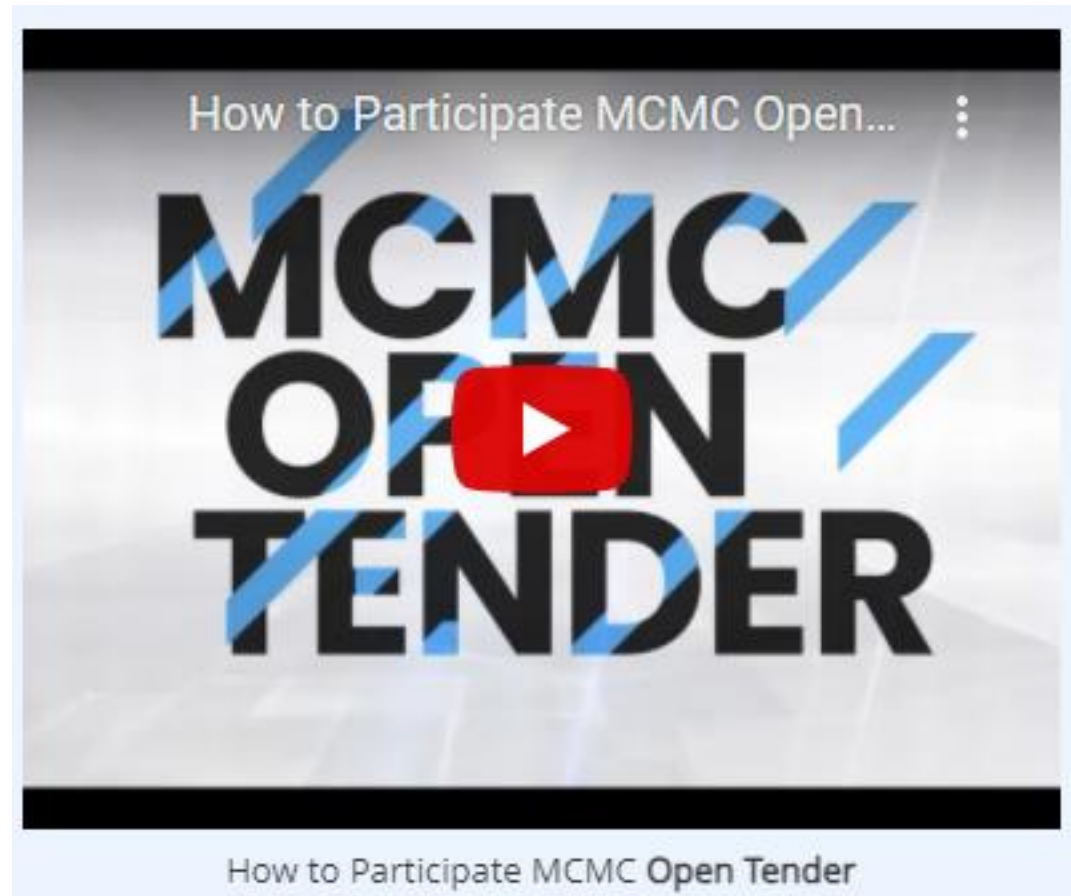 How to Participate MCMC Open...
MCMC
OPEN
TENDER
How to Participate MCMC Open Tender